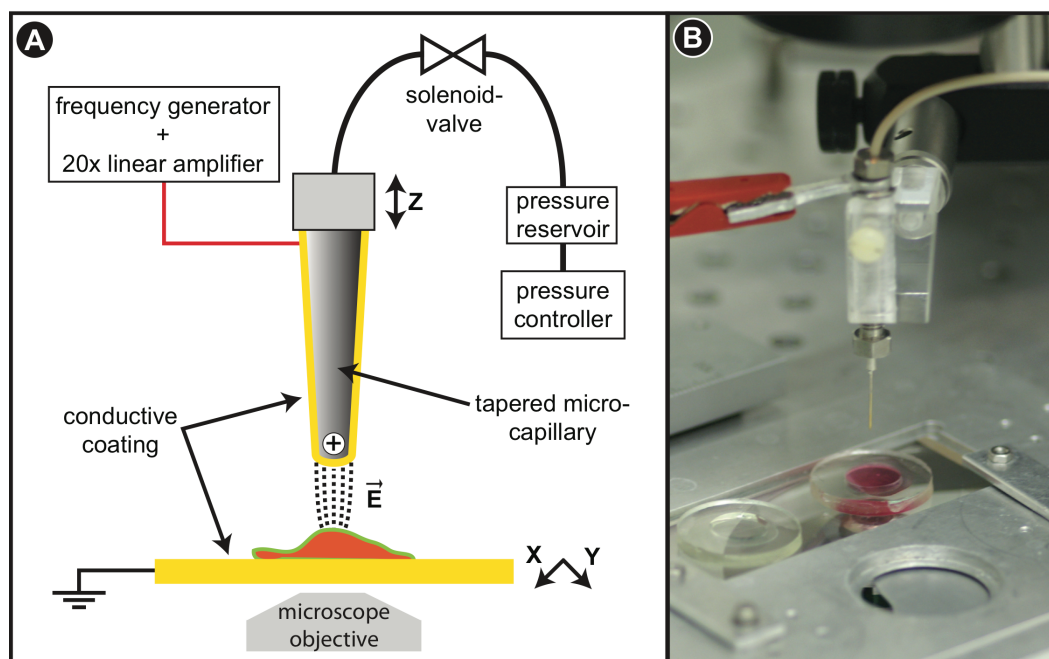 A
frequency generator
+
20x linear amplifier
solenoid-
valve
Z
pressure
reservoir
pressure
controller
conductive
coating
tapered micro-
capillary
+
E
X
Y
microscope
objective
B